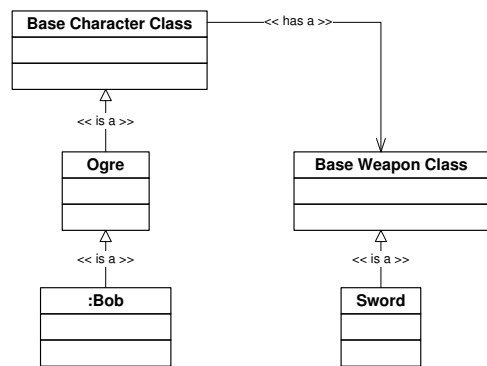 Base Character Class
<< has a >>
<< is a >>
Ogre
Base Weapon Class
<< is a >>
<< is a >>
:Bob
Sword